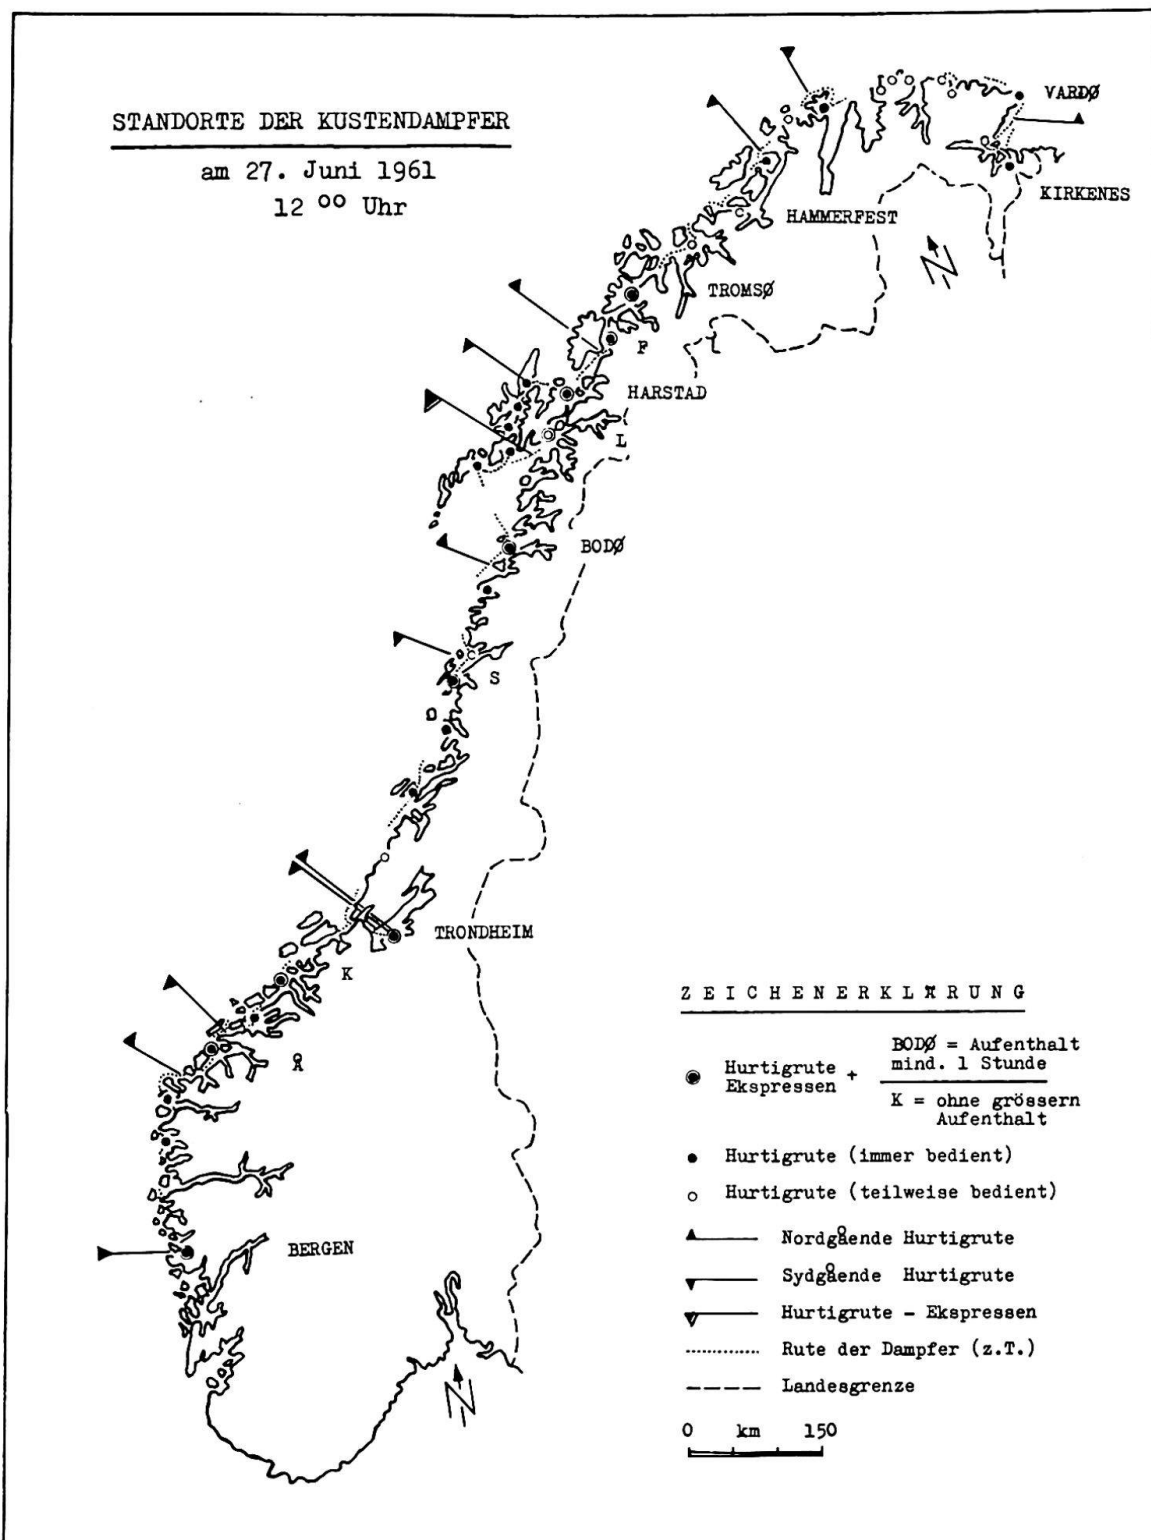 STANDORTE DER KUSTENDAMPFER
am 27. Juni 1961
12 00 Uhr
VARDØ
KIRKENES
HAMMERFEST
N
TROMSØ
F
HARSTAD
L
BODØ
S
TRONDHEIM
K
Å
BERGEN
N
ZEICHENERKLÄRUNG
Hurtigrute
Ekspressen
+
BODØ = Aufenthalt
mind. 1 Stunde
K = ohne grössern
Aufenthalt
Hurtigrute (immer bedient)
Hurtigrute (teilweise bedient)
Nordgående Hurtigrute
Sydgående Hurtigrute
Hurtigrute - Ekspressen
Rute der Dampfer (z.T.)
Landesgrenze
0 km 150